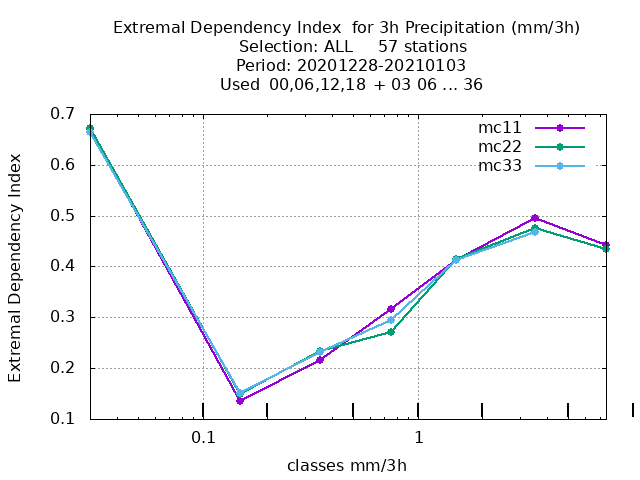 Extremal Dependency Index  for 3h Precipitation (mm/3h)
Selection: ALL     57 stations
Period: 20201228-20210103
Used  00,06,12,18  + 03 06 ... 36
mc11
mc22
mc33
0.7
0.6
0.5
0.4
0.3
0.2
0.1
Extremal Dependency Index
0.1
1
classes mm/3h